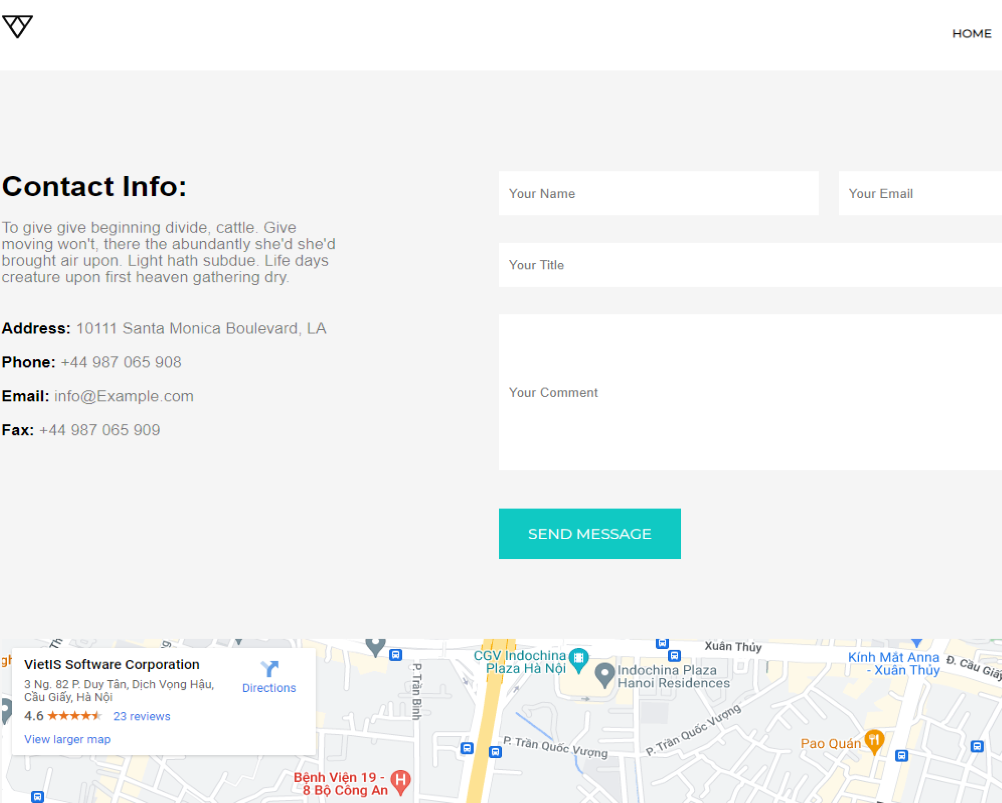 HOME
Contact Info:
To give give beginning divide, cattle. Give
moving won't, there the abundantly she'd she'd
brought air upon. Light hath subdue. Life days
creature upon first heaven gathering dry.
Address: 10111 Santa Monica Boulevard, LA
Phone: +44 987 065 908
Email: info@Example.com
Fax: +44 987 065 909
Your Name
Your Email
Your Title
Your Comment
SEND MESSAGE
VietIS Software Corporation
3 Ng. 82 P. Duy Tân, Dịch Vọng Hậu,
Cầu Giấy, Hà Nội
4.6 23 reviews
View larger map
Directions
P. Trần Bình
CGV Indochina
Plaza Hà Nội
Indochina Plaza
Hanoi Residences
Xuân Thủy
Kính Mắt Anna
- Xuân Thủy
Đ. Cầu Giấy
P. Trần Quốc Vượng
P. Trần Quốc Vượng
Pao Quán
Bệnh Viện 19 -
8 Bộ Công An
H